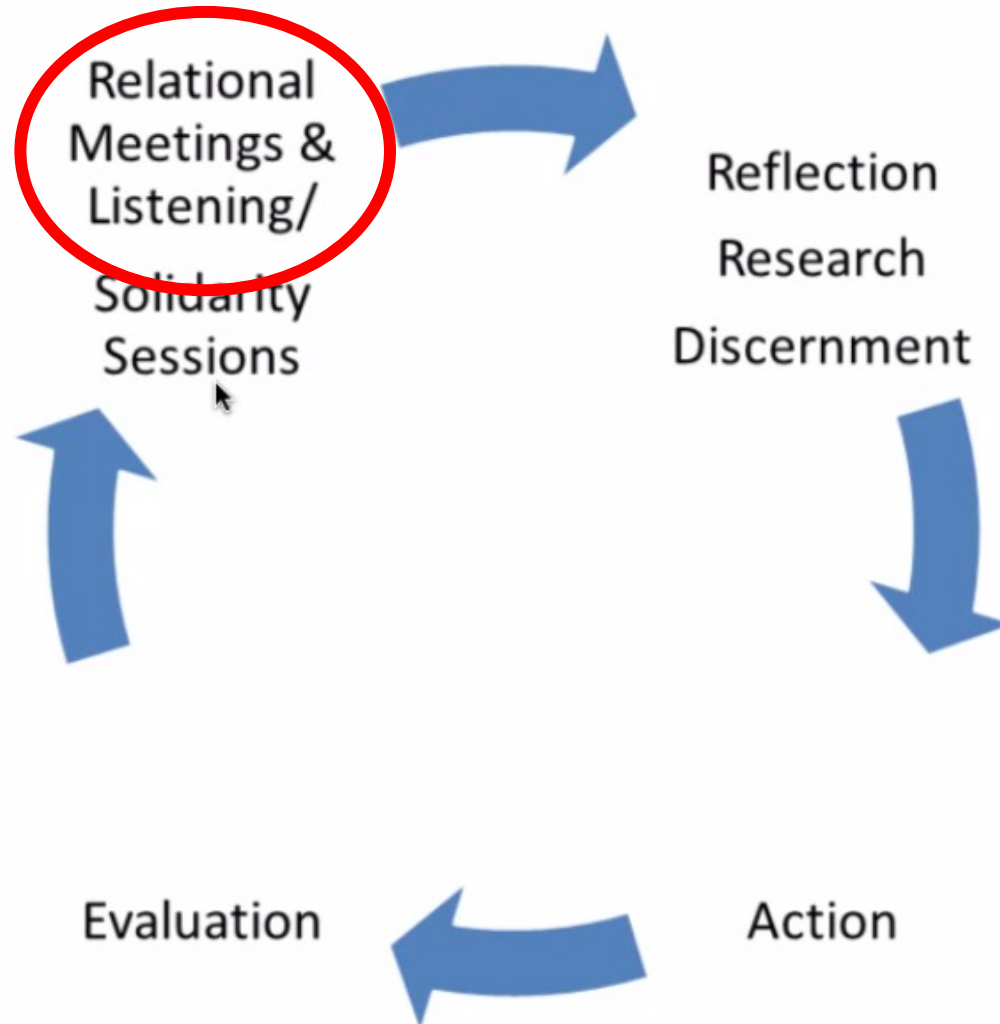 Relational
Meetings &
Listening/
Solidarity
Sessions
Reflection
Research
Discernment
Action
Evaluation